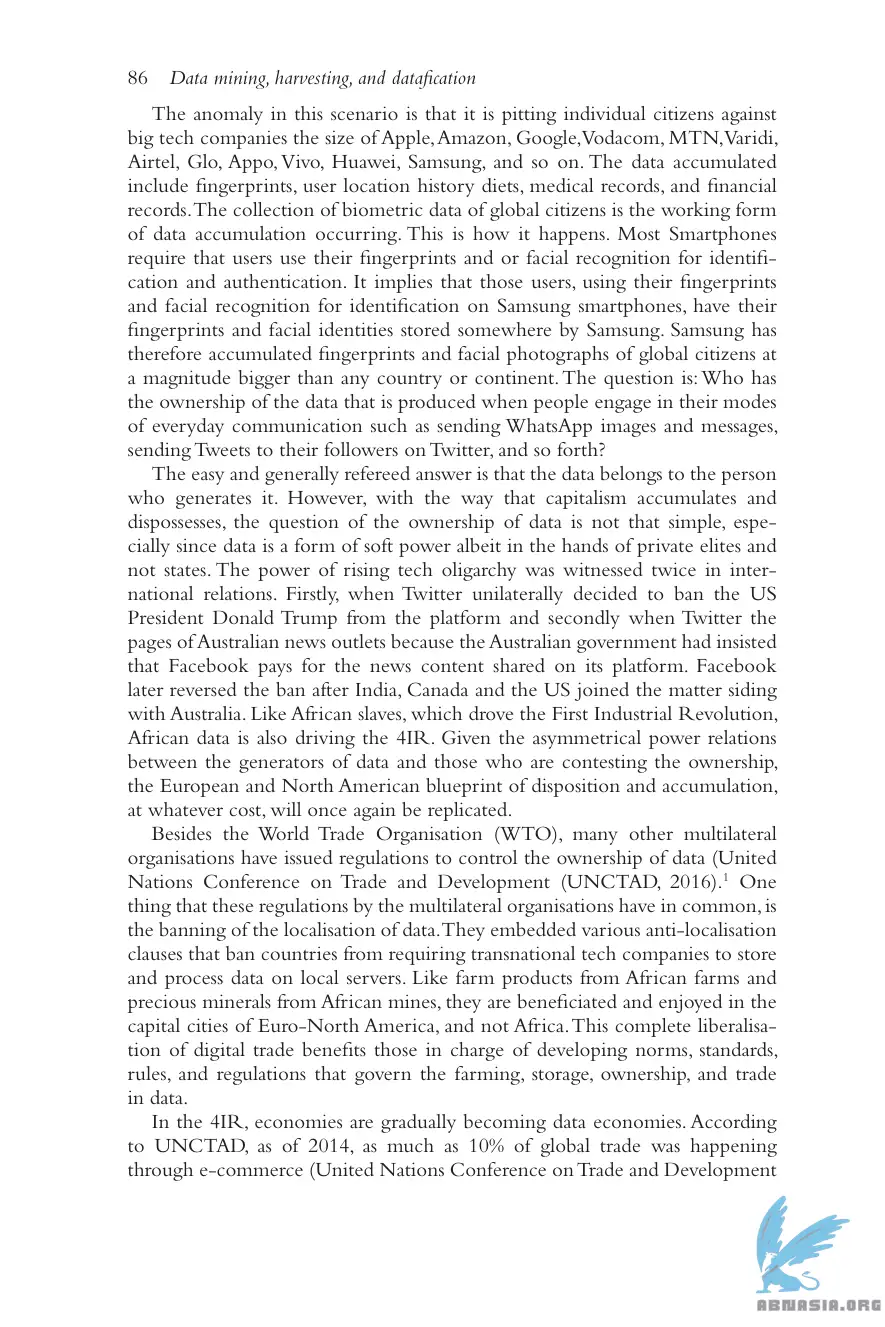 86 Data mining, harvesting, and datafication
The anomaly in this scenario is that it is pitting individual citizens against
big tech companies the size of Apple, Amazon, Google, Vodacom, MTN, Varidi,
Airtel, Glo, Appo, Vivo, Huawei, Samsung, and so on. The data accumulated
include fingerprints, user location history diets, medical records, and financial
records. The collection of biometric data of global citizens is the working form
of data accumulation occurring. This is how it happens. Most Smartphones
require that users use their fingerprints and or facial recognition for identifi-
cation and authentication. It implies that those users, using their fingerprints
and facial recognition for identification on Samsung smartphones, have their
fingerprints and facial identities stored somewhere by Samsung. Samsung has
therefore accumulated fingerprints and facial photographs of global citizens at
a magnitude bigger than any country or continent. The question is: Who has
the ownership of the data that is produced when people engage in their modes
of everyday communication such as sending WhatsApp images and messages,
sending Tweets to their followers on Twitter, and so forth?
The easy and generally refereed answer is that the data belongs to the person
who generates it. However, with the way that capitalism accumulates and
dispossesses, the question of the ownership of data is not that simple, espe-
cially since data is a form of soft power albeit in the hands of private elites and
not states. The power of rising tech oligarchy was witnessed twice in inter-
national relations. Firstly, when Twitter unilaterally decided to ban the US
President Donald Trump from the platform and secondly when Twitter the
pages of Australian news outlets because the Australian government had insisted
that Facebook pays for the news content shared on its platform. Facebook
later reversed the ban after India, Canada and the US joined the matter siding
with Australia. Like African slaves, which drove the First Industrial Revolution,
African data is also driving the 4IR. Given the asymmetrical power relations
between the generators of data and those who are contesting the ownership,
the European and North American blueprint of disposition and accumulation,
at whatever cost, will once again be replicated.
Besides the World Trade Organisation (WTO), many other multilateral
organisations have issued regulations to control the ownership of data (United
Nations Conference on Trade and Development (UNCTAD, 2016).1 One
thing that these regulations by the multilateral organisations have in common, is
the banning of the localisation of data. They embedded various anti-localisation
clauses that ban countries from requiring transnational tech companies to store
and process data on local servers. Like farm products from African farms and
precious minerals from African mines, they are beneficiated and enjoyed in the
capital cities of Euro-North America, and not Africa. This complete liberalisa-
tion of digital trade benefits those in charge of developing norms, standards,
rules, and regulations that govern the farming, storage, ownership, and trade
in data.
In the 4IR, economies are gradually becoming data economies. According
to UNCTAD, as of 2014, as much as 10% of global trade was happening
through e-commerce (United Nations Conference on Trade and Development
ABNASIA.ORG